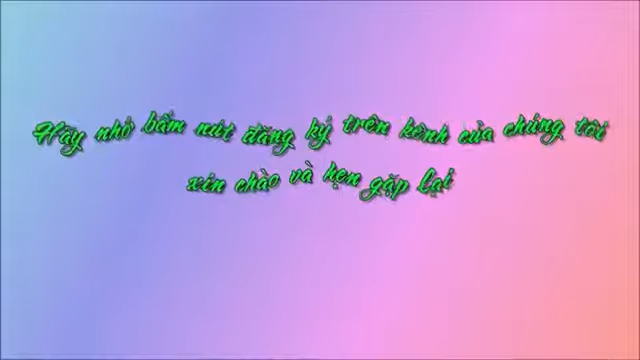 Hãy nhớ bấm nút đăng ký trên kênh của chúng tôi
xin chào và hẹn gặp lại